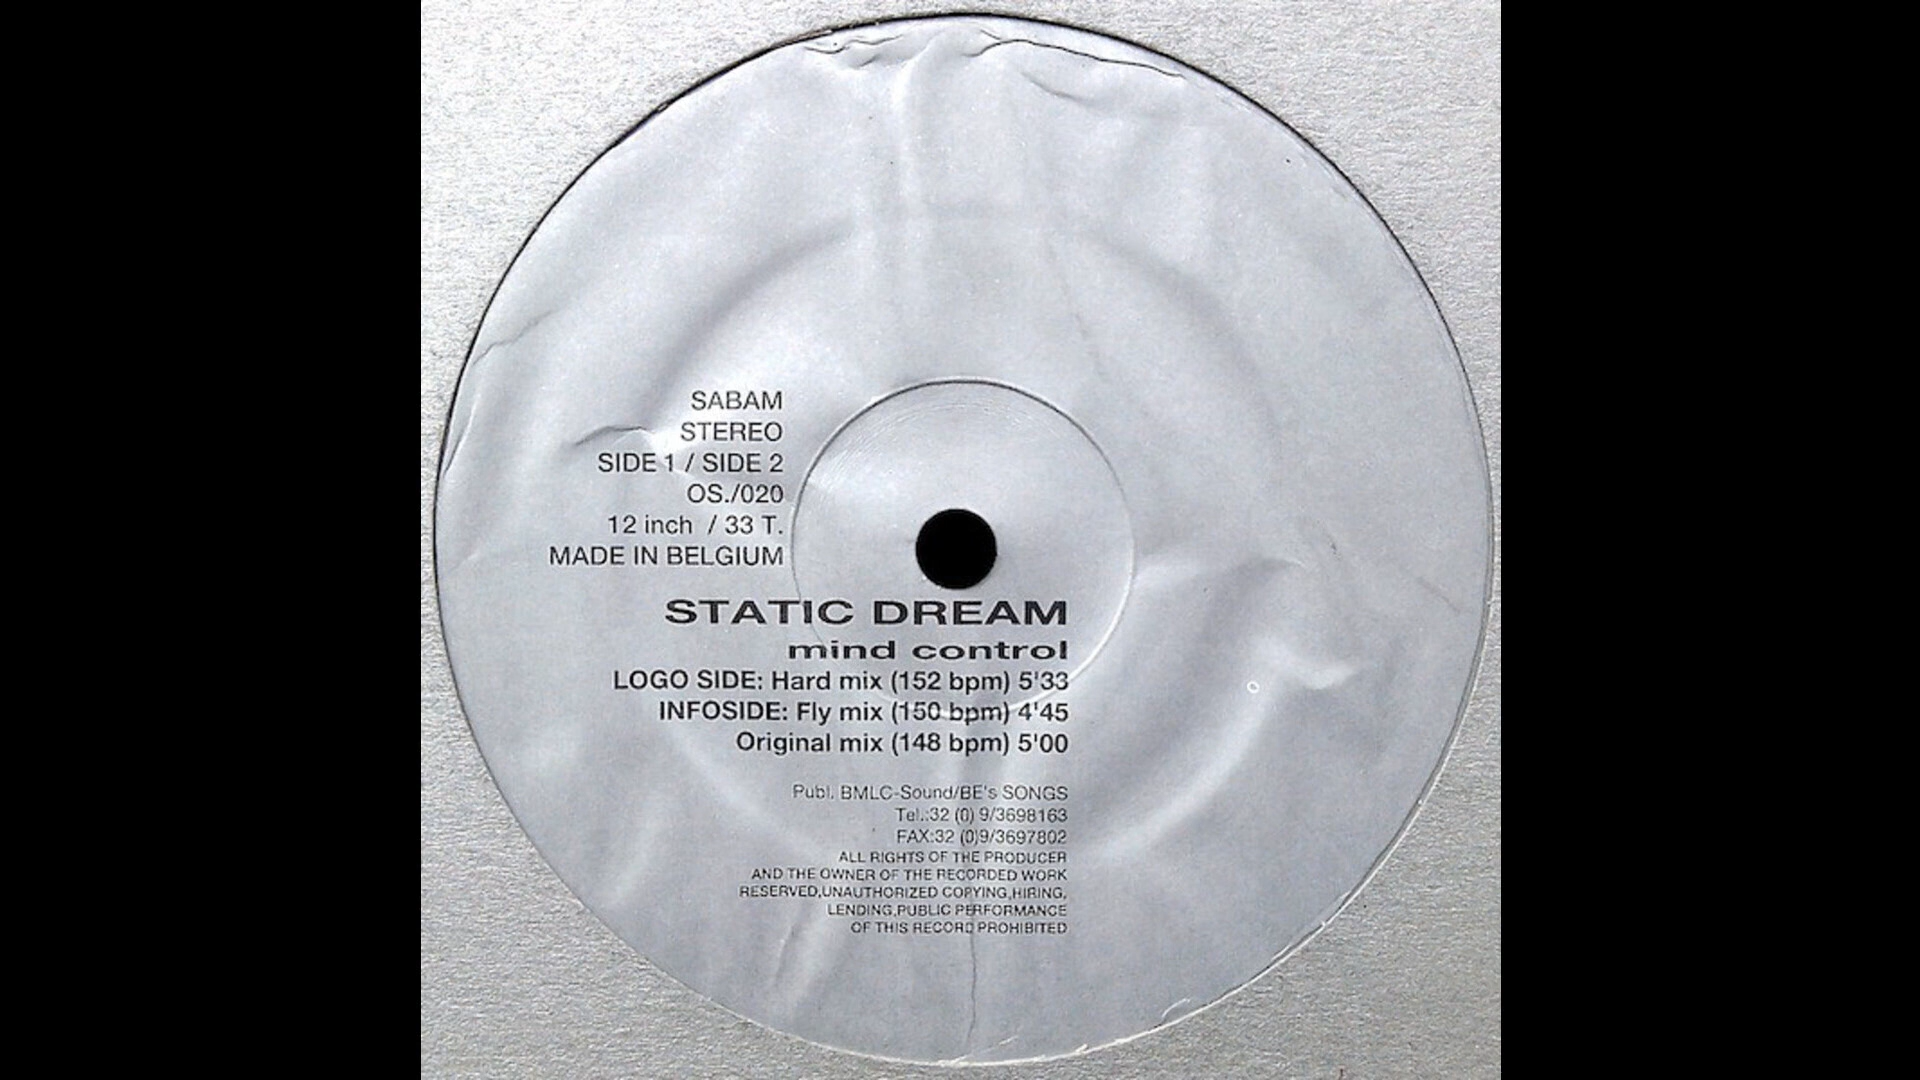 SABAM
STEREO
SIDE 1 / SIDE 2
OS./020
12 inch / 33 T.
MADE IN BELGIUM
STATIC DREAM
mind control
LOGO SIDE: Hard mix (152 bpm) 5'33
INFOSIDE: Fly mix (150 bpm) 4'45
Original mix (148 bpm) 5'00
Publ. BMLC-Sound/BE's SONGS
Tel.:32 (0) 9/3698163
FAX:32 (0)9/3697802
ALL RIGHTS OF THE PRODUCER
AND THE OWNER OF THE RECORDED WORK
RESERVED,UNAUTHORIZED COPYING,HIRING,
LENDING,PUBLIC PERFORMANCE
OF THIS RECORD PROHIBITED